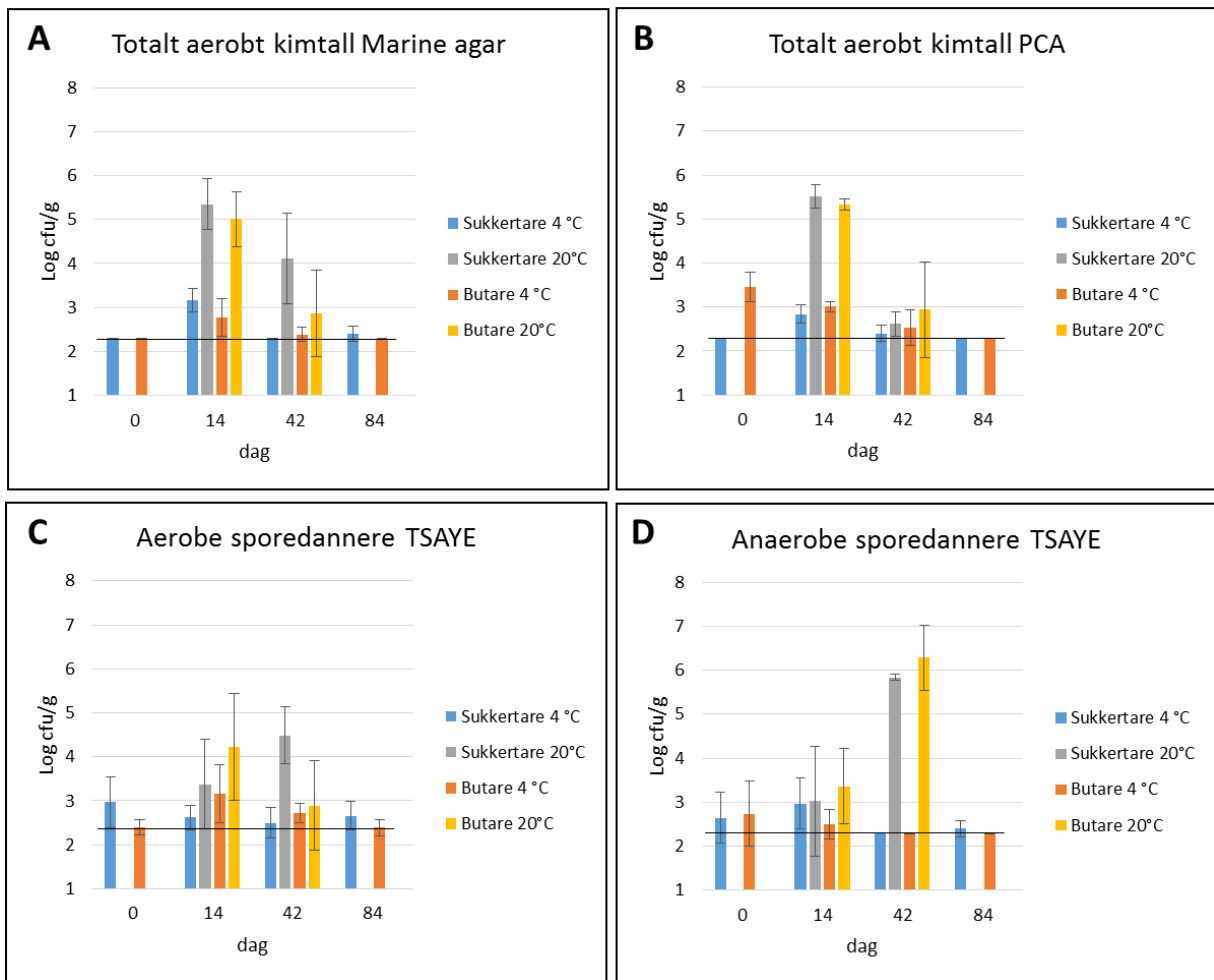 A
Totalt aerobt kimtall Marine agar
8
7
6
5
4
3
2
1
Log cfu/g
0 14 42 84
dag
Sukkertare 4 °C
Sukkertare 20°C
Butare 4 °C
Butare 20°C
B
Totalt aerobt kimtall PCA
8
7
6
5
4
3
2
1
Log cfu/g
0 14 42 84
dag
Sukkertare 4 °C
Sukkertare 20°C
Butare 4 °C
Butare 20°C
C
Aerobe sporedannere TSAYE
8
7
6
5
4
3
2
1
Log cfu/g
0 14 42 84
dag
Sukkertare 4 °C
Sukkertare 20°C
Butare 4 °C
Butare 20°C
D
Anaerobe sporedannere TSAYE
8
7
6
5
4
3
2
1
Log cfu/g
0 14 42 84
dag
Sukkertare 4 °C
Sukkertare 20°C
Butare 4 °C
Butare 20°C